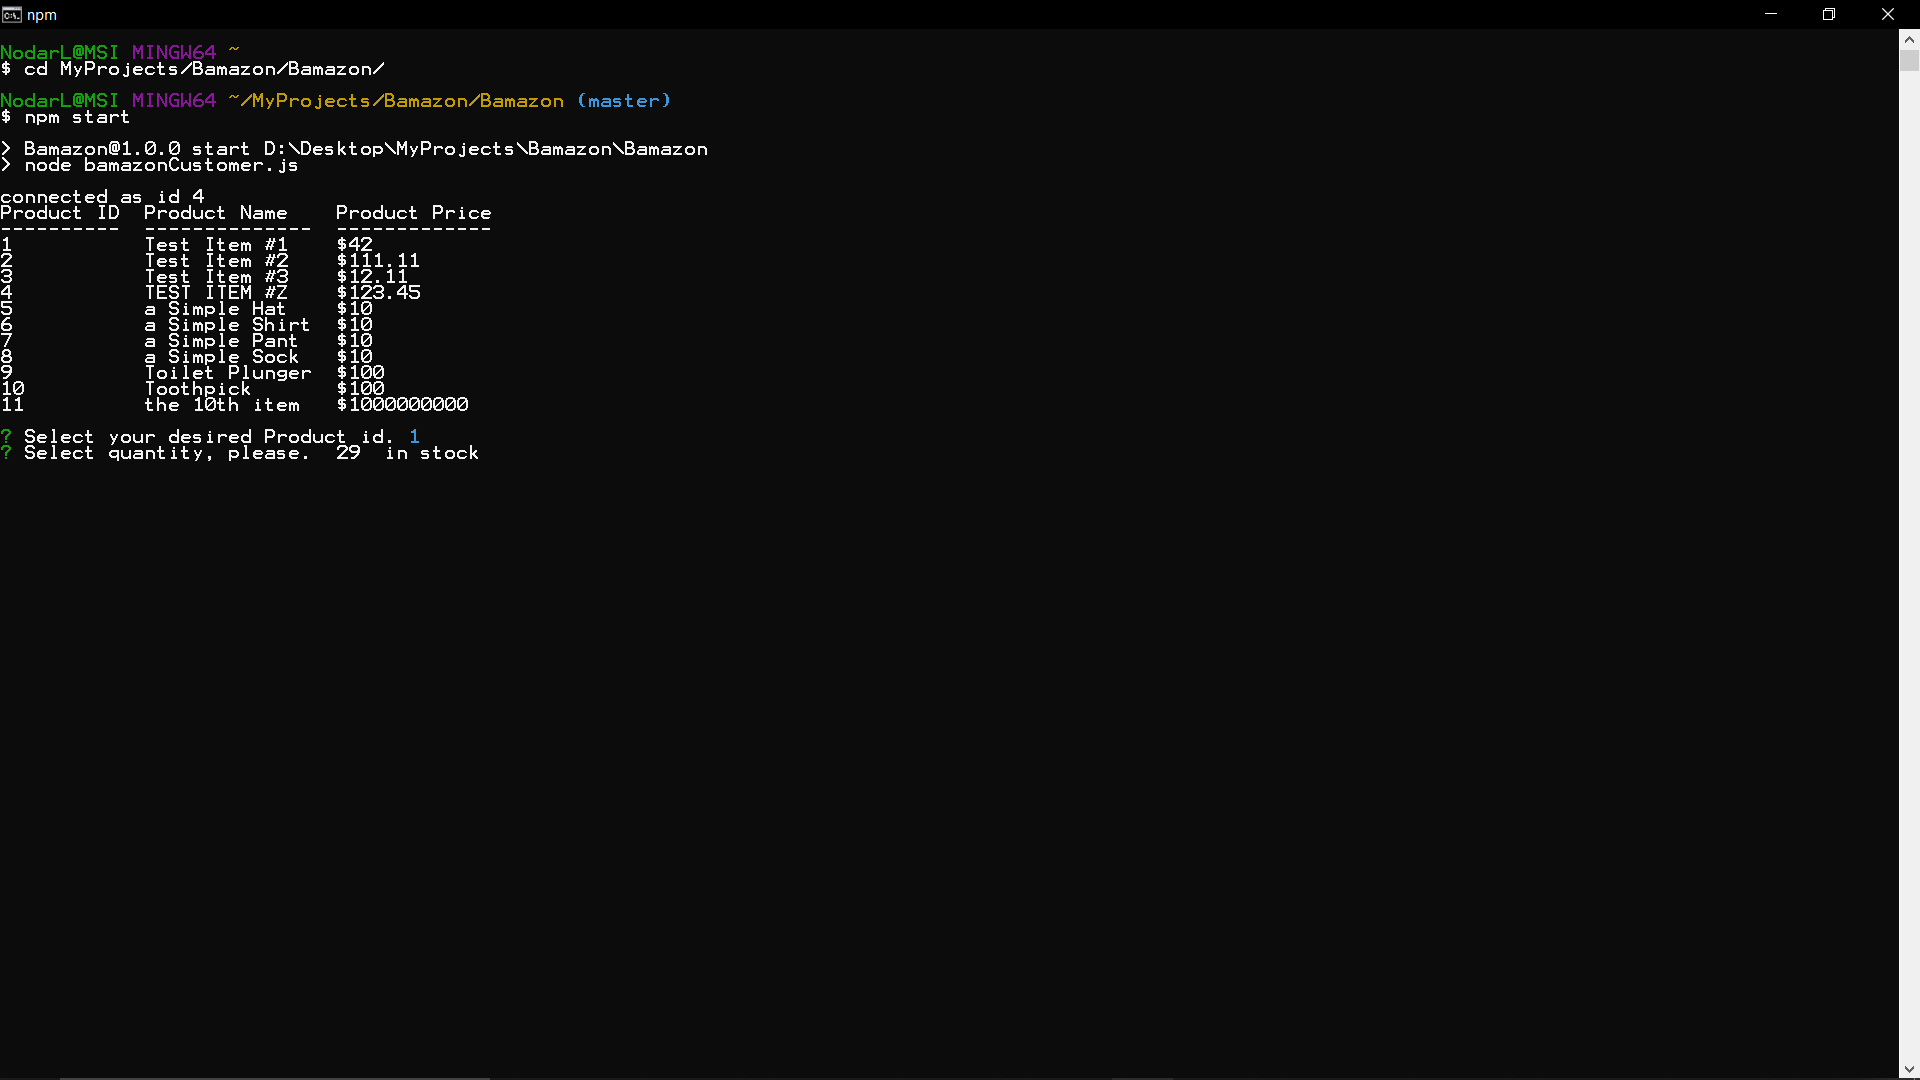 npm
NodarL@MSI MINGW64 ~
$ cd MyProjects/Bamazon/Bamazon/
NodarL@MSI MINGW64 ~/MyProjects/Bamazon/Bamazon (master)
$ npm start
> Bamazon@1.0.0 start D:\Desktop\MyProjects\Bamazon\Bamazon
> node bamazonCustomer.js
connected as id 4
Product ID  Product Name    Product Price
----------  --------------  -------------
1           Test Item #1    $42
2           Test Item #2    $111.11
3           Test Item #3    $12.11
4           TEST ITEM #Z    $123.45
5           a Simple Hat    $10
6           a Simple Shirt  $10
7           a Simple Pant   $10
8           a Simple Sock   $10
9           Toilet Plunger  $100
10          Toothpick       $100
11          the 10th item   $1000000000
? Select your desired Product id. 1
? Select quantity, please.  29  in stock